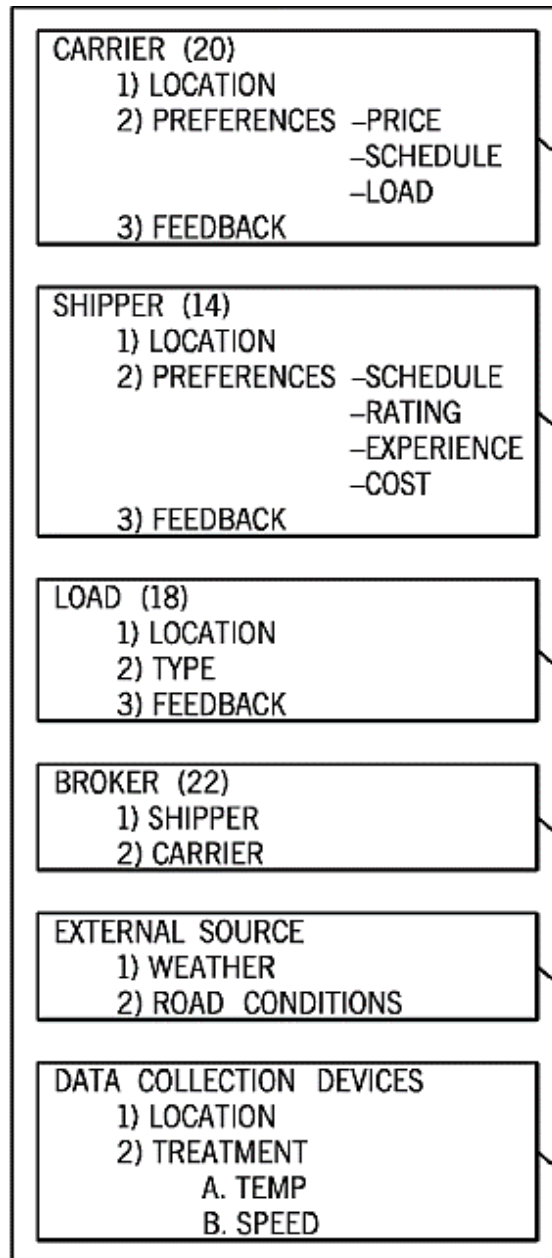 CARRIER (20)
1) LOCATION
2) PREFERENCES –PRICE
–SCHEDULE
–LOAD
3) FEEDBACK
SHIPPER (14)
1) LOCATION
2) PREFERENCES –SCHEDULE
–RATING
–EXPERIENCE
–COST
3) FEEDBACK
LOAD (18)
1) LOCATION
2) TYPE
3) FEEDBACK
BROKER (22)
1) SHIPPER
2) CARRIER
EXTERNAL SOURCE
1) WEATHER
2) ROAD CONDITIONS
DATA COLLECTION DEVICES
1) LOCATION
2) TREATMENT
A. TEMP
B. SPEED